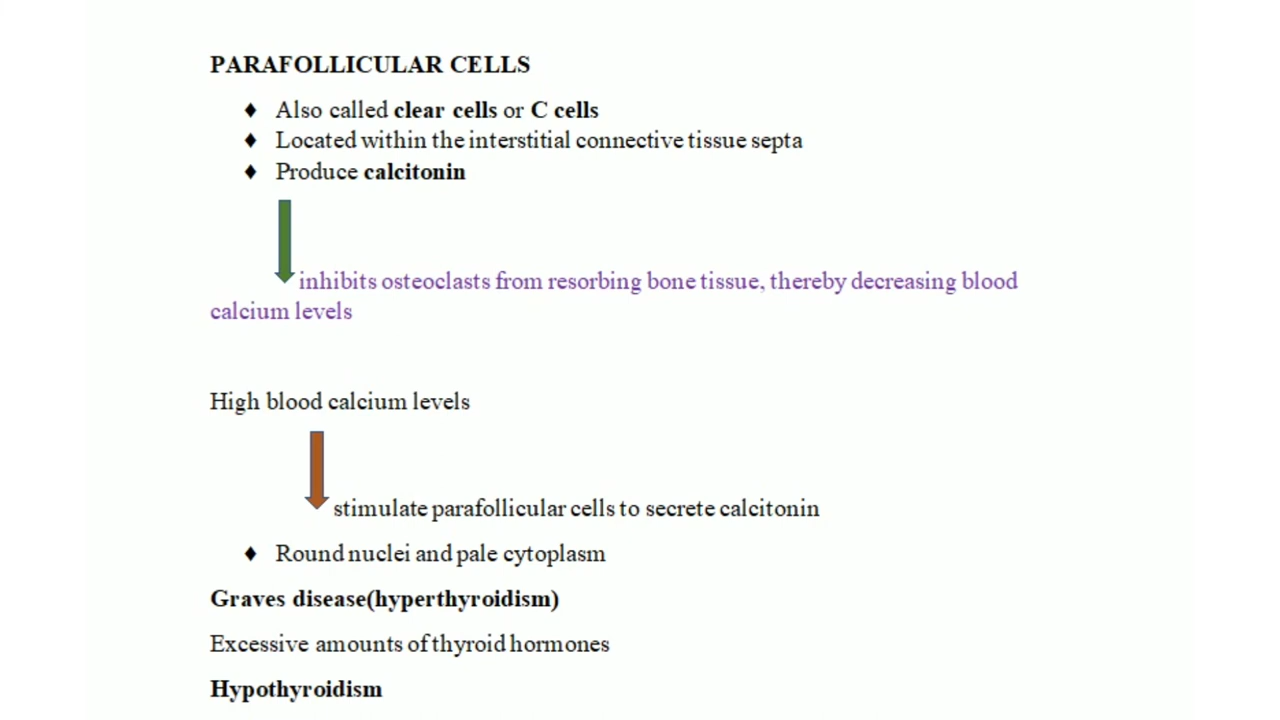 PARAFOLLICULAR CELLS
♦ Also called clear cells or C cells
♦ Located within the interstitial connective tissue septa
♦ Produce calcitonin
inhibits osteoclasts from resorbing bone tissue, thereby decreasing blood
calcium levels
High blood calcium levels
stimulate parafollicular cells to secrete calcitonin
♦ Round nuclei and pale cytoplasm
Graves disease(hyperthyroidism)
Excessive amounts of thyroid hormones
Hypothyroidism